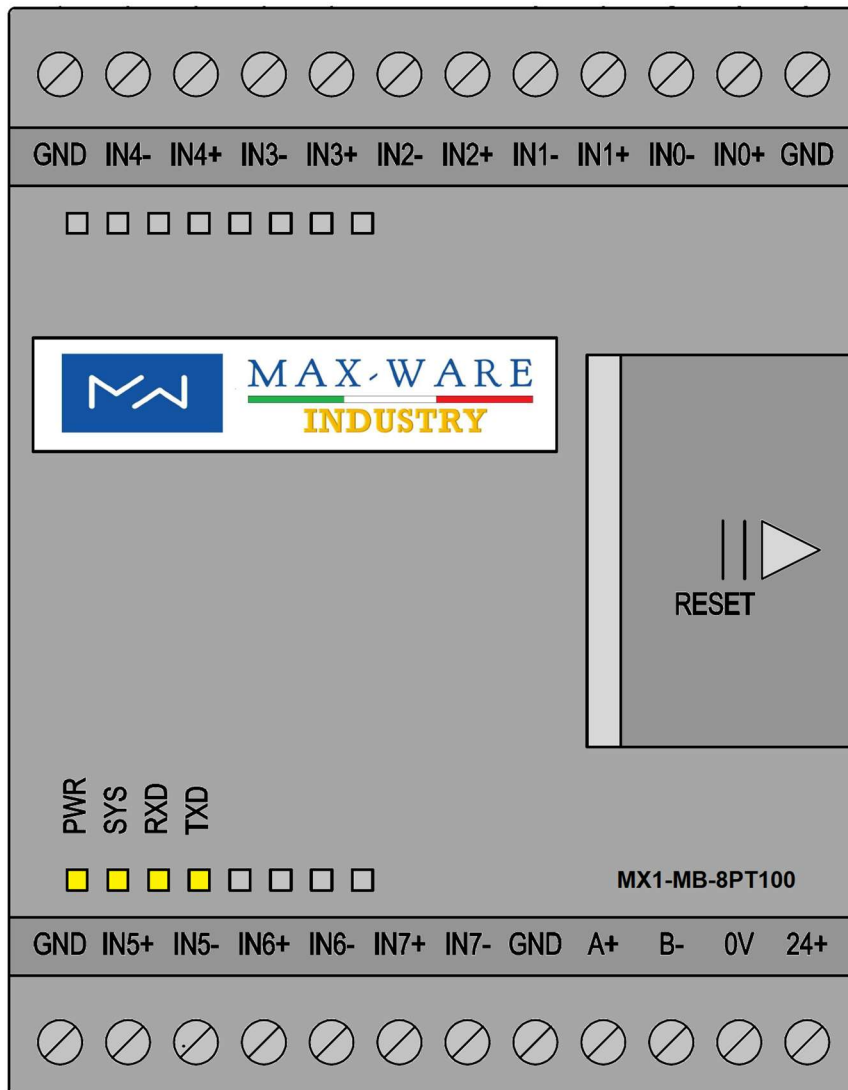 GND IN4- IN4+ IN3- IN3+ IN2- IN2+ IN1- IN1+ IN0- IN0+ GND
MAX-WARE
INDUSTRY
RESET
PWR
SYS
RXD
TXD
MX1-MB-8PT100
GND IN5+ IN5- IN6+ IN6- IN7+ IN7- GND A+ B- 0V 24+